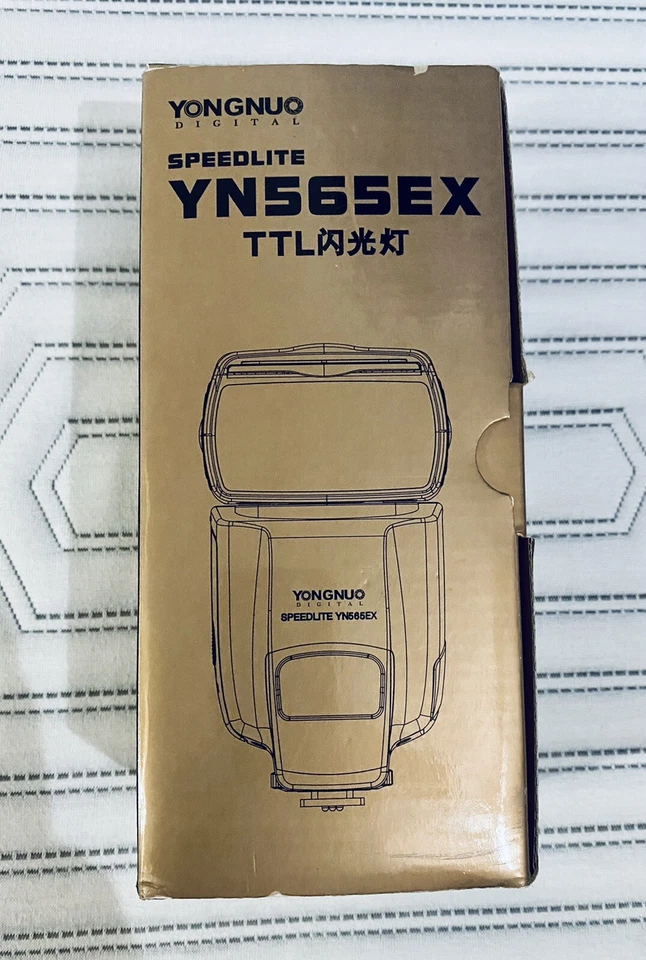 YONGNUO
DIGITAL
SPEEDLITE
YN565EX
TTL闪光灯
YONGNUO
DIGITAL
SPEEDLITE YN565EX